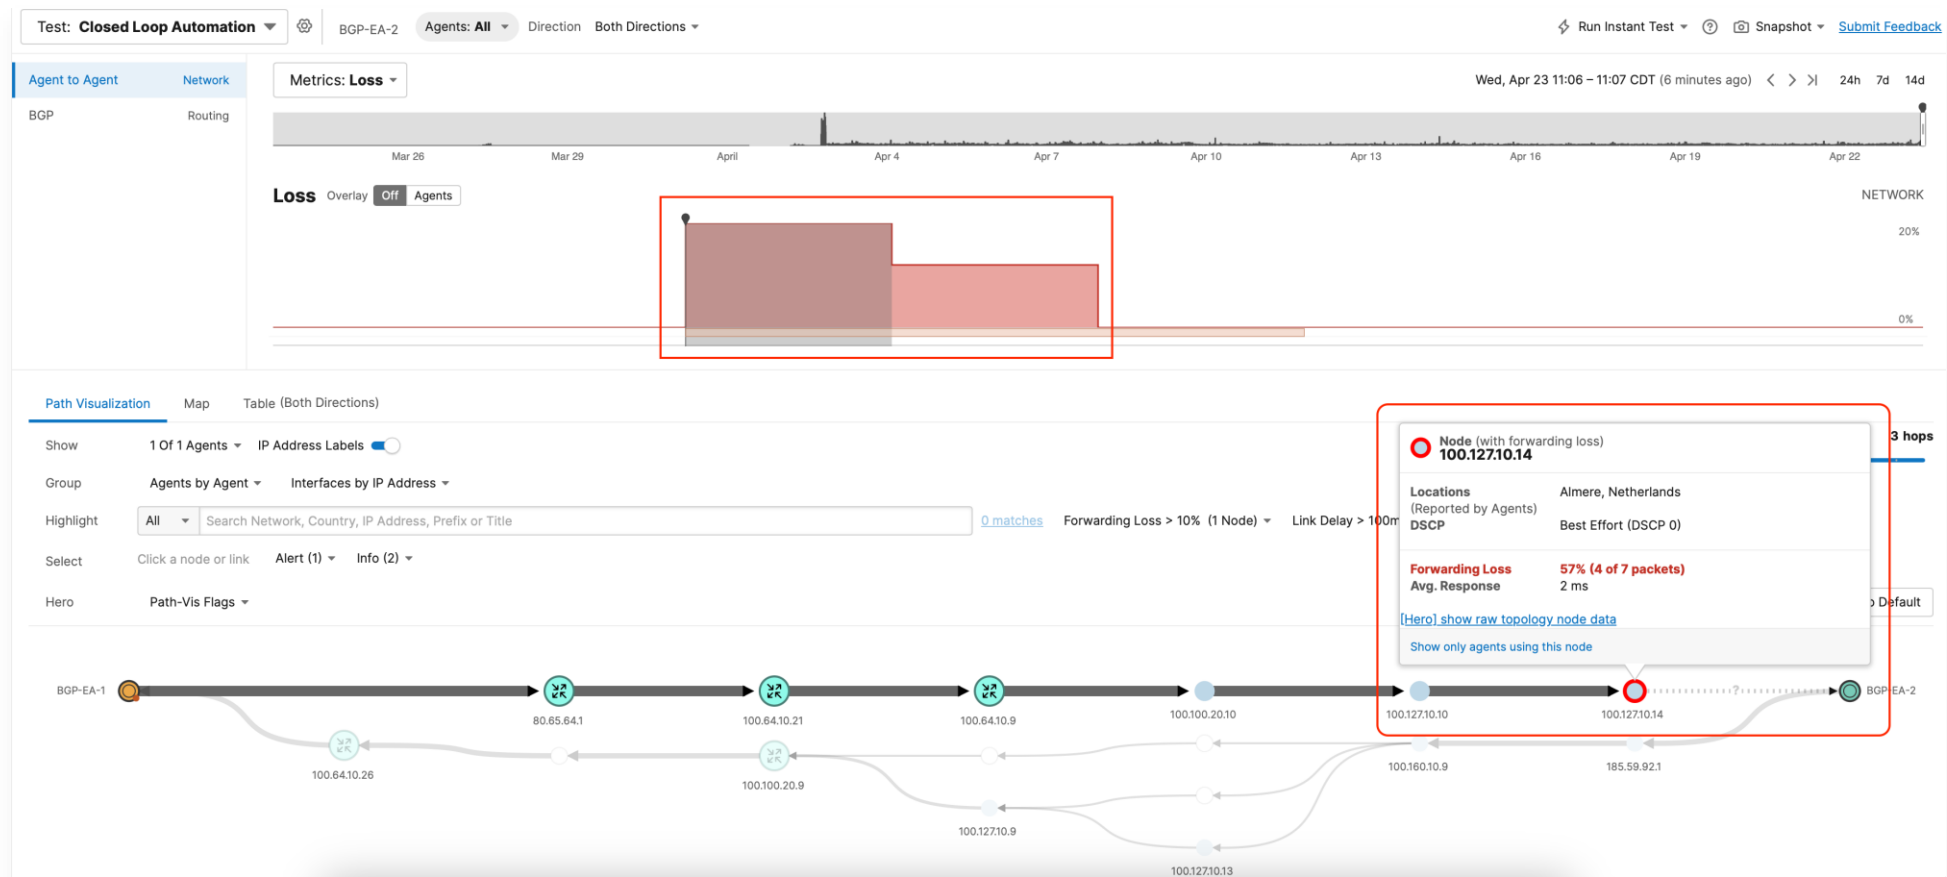 Test: Closed Loop Automation
BGP-EA-2
Agents: All
Direction
Both Directions
Run Instant Test
?
Snapshot
Submit Feedback
Agent to Agent
Network
BGP
Routing
Metrics: Loss
Wed, Apr 23 11:06 – 11:07 CDT (6 minutes ago)
24h
7d
14d
Mar 26
Mar 29
April
Apr 4
Apr 7
Apr 10
Apr 13
Apr 16
Apr 19
Apr 22
Loss
Overlay
Off
Agents
NETWORK
20%
0%
Path Visualization
Map
Table (Both Directions)
Show
1 Of 1 Agents
IP Address Labels
3 hops
Group
Agents by Agent
Interfaces by IP Address
Highlight
All
Search Network, Country, IP Address, Prefix or Title
0 matches
Forwarding Loss > 10% (1 Node)
Link Delay > 100m
Select
Click a node or link
Alert (1)
Info (2)
Hero
Path-Vis Flags
Default
Node (with forwarding loss)
100.127.10.14
Locations
Almere, Netherlands
(Reported by Agents)
DSCP
Best Effort (DSCP 0)
Forwarding Loss
57% (4 of 7 packets)
Avg. Response
2 ms
[Hero] show raw topology node data
Show only agents using this node
BGP-EA-1
80.65.64.1
100.64.10.21
100.64.10.9
100.100.20.10
100.127.10.10
100.127.10.14
?
BGP-EA-2
100.64.10.26
100.100.20.9
100.127.10.9
100.127.10.13
100.160.10.9
185.59.92.1